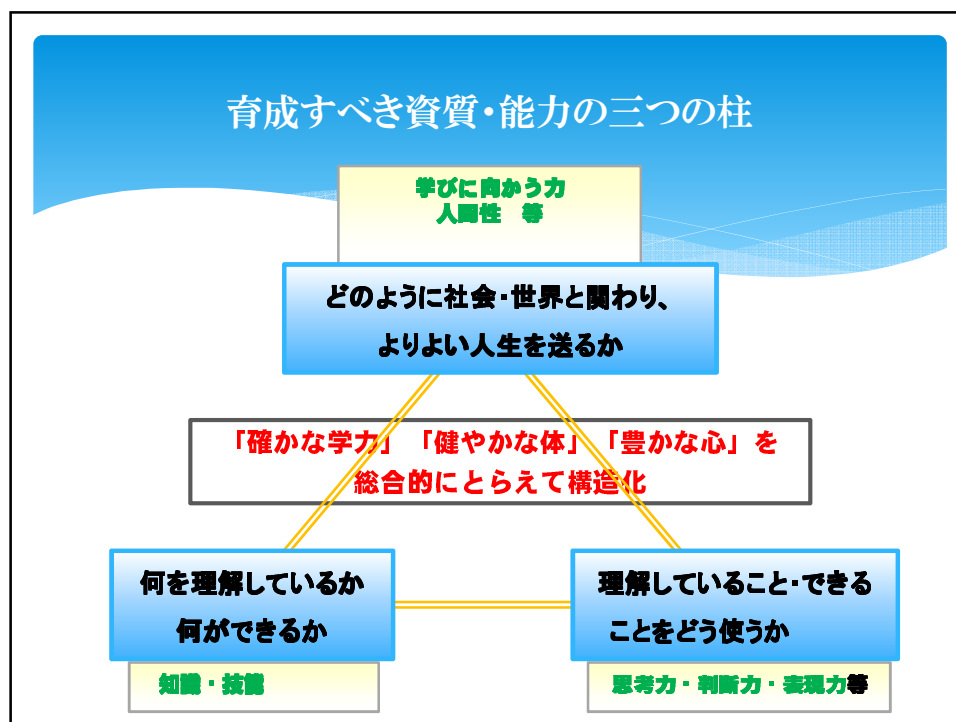 育成すべき資質・能力の三つの柱
学びに向かう力
人間性　等
どのように社会・世界と関わり、
よりよい人生を送るか
「確かな学力」「健やかな体」「豊かな心」を
総合的にとらえて構造化
何を理解しているか
何ができるか
知識・技能
理解していること・できる
ことをどう使うか
思考力・判断力・表現力等